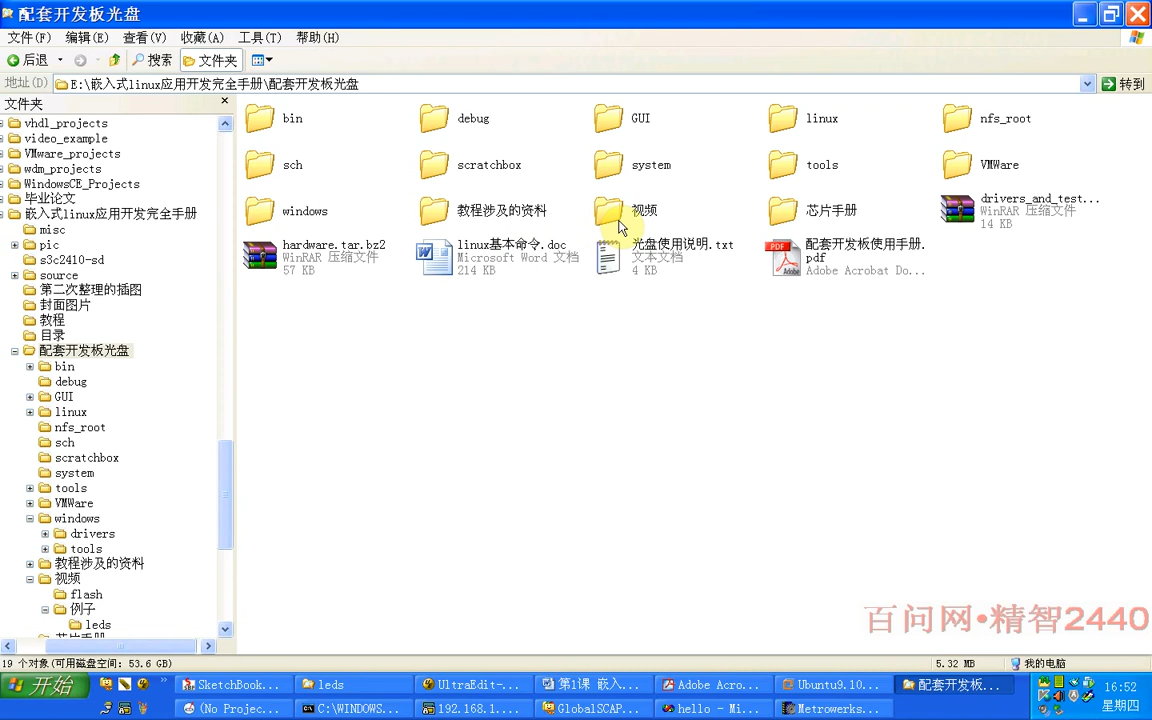 配套开发板光盘
文件(F) 编辑(E) 查看(V) 收藏(A) 工具(T) 帮助(H)
后退 搜索 文件夹
地址(D) E:\嵌入式linux应用开发完全手册\配套开发板光盘 转到
文件夹
vhdl_projects
video_example
VMware_projects
wdm_projects
WindowsCE_Projects
毕业论文
嵌入式linux应用开发完全手册
misc
pic
s3c2410-sd
source
第二次整理的插图
封面图片
教程
目录
配套开发板光盘
bin
debug
GUI
linux
nfs_root
sch
scratchbox
system
tools
VMWare
windows
drivers
tools
教程涉及的资料
视频
flash
例子
leds
芯片手册
bin debug GUI linux nfs_root
sch scratchbox system tools VMWare
windows 教程涉及的资料 视频 芯片手册
drivers_and_test...
WinRAR 压缩文件
14 KB
hardware.tar.bz2
WinRAR 压缩文件
57 KB
linux基本命令.doc
Microsoft Word 文档
214 KB
光盘使用说明.txt
文本文档
4 KB
配套开发板使用手册.
pdf
Adobe Acrobat Do...
百问网•精智2440
19 个对象(可用磁盘空间: 53.6 GB) 5.32 MB 我的电脑
开始 SketchBook... leds UltraEdit-... 第1课 嵌入... Adobe Acro... Ubuntu9.10... 配套开发板... 16:52
(No Projec... C:\WINDOWS... 192.168.1.... GlobalSCAP... hello - Mi... Metrowerks... 星期四